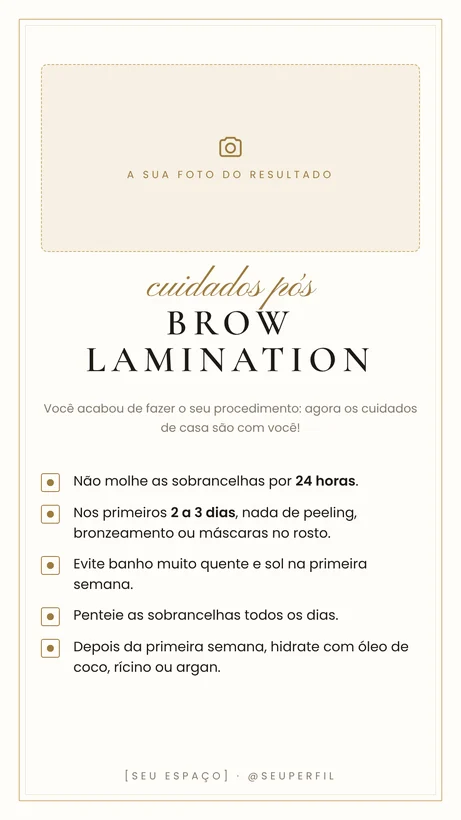 A SUA FOTO DO RESULTADO
cuidados pós
BROW
LAMINATION
Você acabou de fazer o seu procedimento: agora os cuidados
de casa são com você!
Não molhe as sobrancelhas por 24 horas.
Nos primeiros 2 a 3 dias, nada de peeling,
bronzeamento ou máscaras no rosto.
Evite banho muito quente e sol na primeira
semana.
Penteie as sobrancelhas todos os dias.
Depois da primeira semana, hidrate com óleo de
coco, rícino ou argan.
[SEU ESPAÇO] · @SEUPERFIL